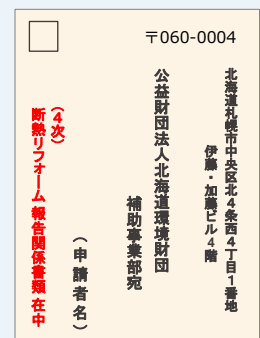 〒060-0004
北海道札幌市中央区北4条西4丁目1番地
伊藤・加藤ビル4階
公益財団法人北海道環境財団
補助事業部宛
（申請者名）
（4次）
断熱リフォーム 報告関係書類 在中